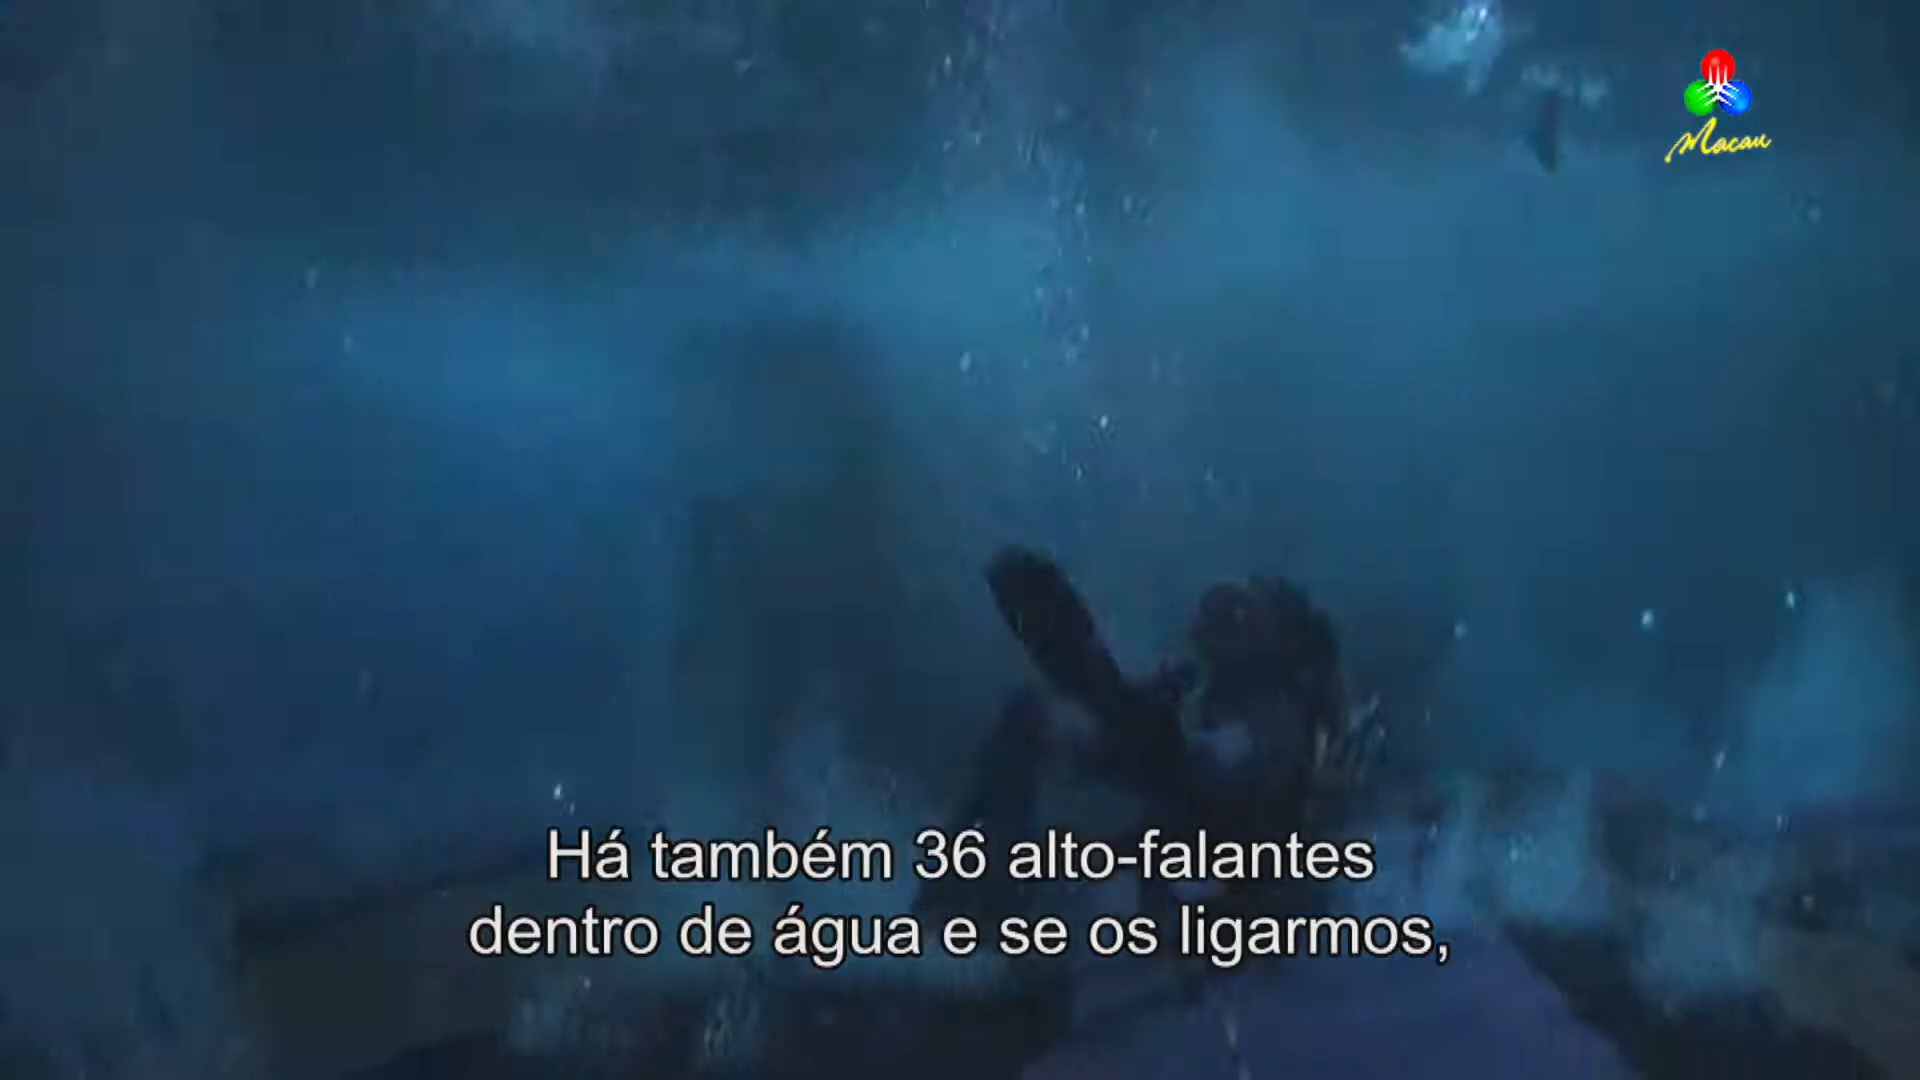 Macau
Há também 36 alto-falantes
dentro de água e se os ligarmos,